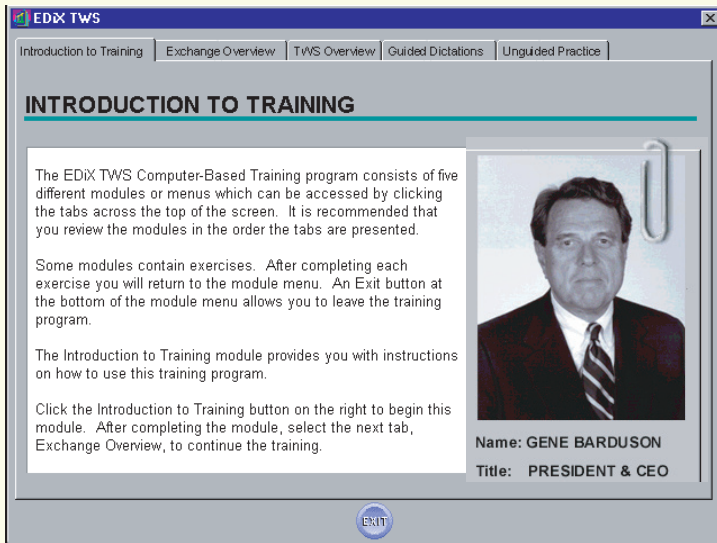 EDiX TWS
Introduction to Training
Exchange Overview
TWS Overview
Guided Dictations
Unguided Practice
INTRODUCTION TO TRAINING
The EDiX TWS Computer-Based Training program consists of five
different modules or menus which can be accessed by clicking
the tabs across the top of the screen.  It is recommended that
you review the modules in the order the tabs are presented.
Some modules contain exercises.  After completing each
exercise you will return to the module menu.  An Exit button at
the bottom of the module menu allows you to leave the training
program.
The Introduction to Training module provides you with instructions
on how to use this training program.
Click the Introduction to Training button on the right to begin this
module.  After completing the module, select the next tab,
Exchange Overview, to continue the training.
Name: GENE BARDUSON
Title: PRESIDENT & CEO
EXIT